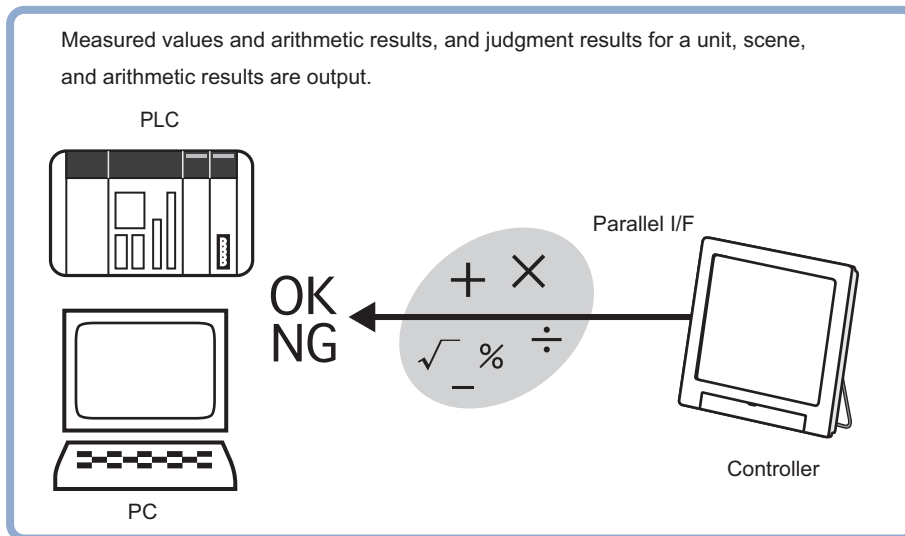 Measured values and arithmetic results, and judgment results for a unit, scene,
and arithmetic results are output.
PLC
Parallel I/F
+ ×
OK
NG
√ % ÷
−
Controller
PC